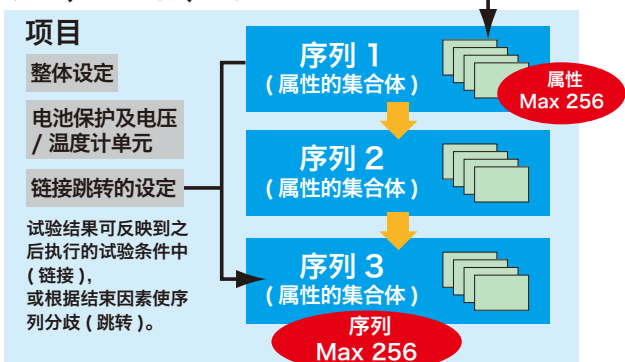 项目
整体设定
电池保护及电压
/ 温度计单元
链接跳转的设定
试验结果可反映到之
后执行的试验条件中
( 链接 ),
或根据结束因素使序
列分歧 ( 跳转 )。
序列 1
( 属性的集合体 )
属性
Max 256
序列 2
( 属性的集合体 )
序列 3
( 属性的集合体 )
序列
Max 256